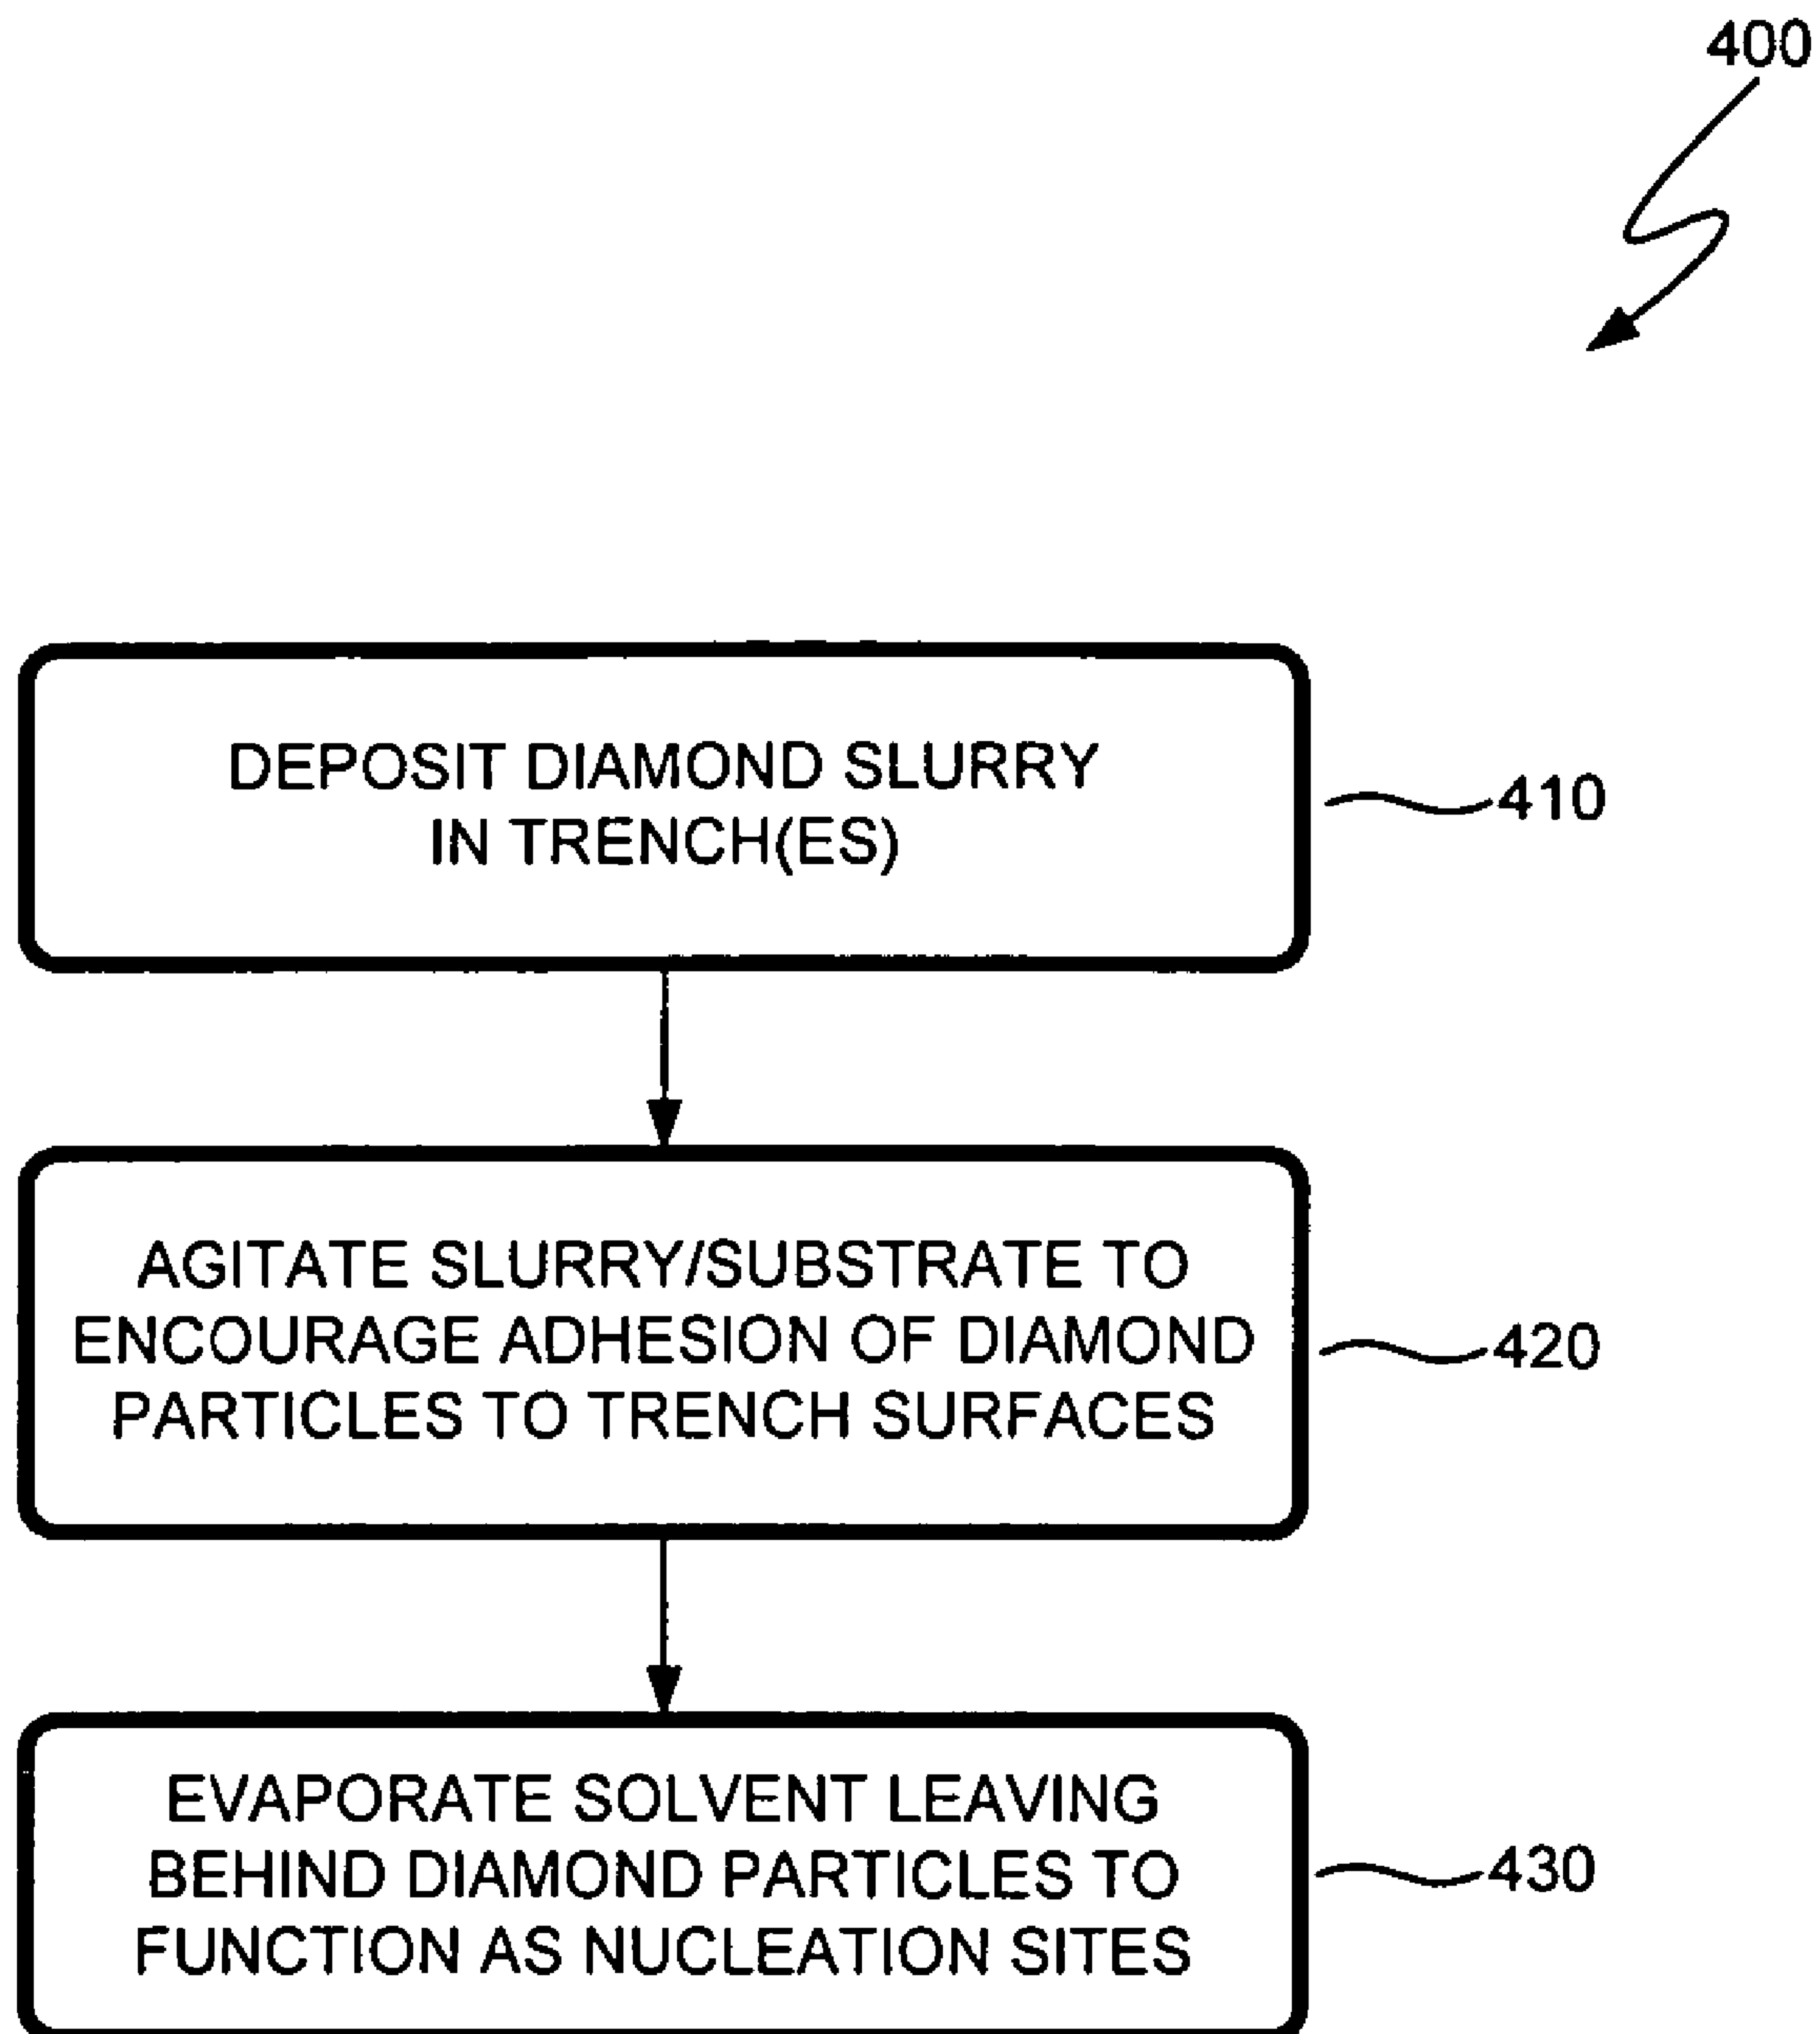 400
DEPOSIT DIAMOND SLURRY
IN TRENCH(ES)
410
AGITATE SLURRY/SUBSTRATE TO
ENCOURAGE ADHESION OF DIAMOND
PARTICLES TO TRENCH SURFACES
420
EVAPORATE SOLVENT LEAVING
BEHIND DIAMOND PARTICLES TO
FUNCTION AS NUCLEATION SITES
430